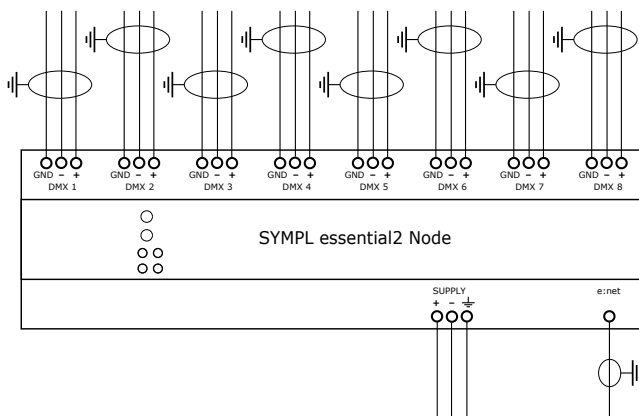 GND - + GND - + GND - + GND - + GND - + GND - + GND - + GND - +
DMX 1 DMX 2 DMX 3 DMX 4 DMX 5 DMX 6 DMX 7 DMX 8
SYMPL essential2 Node
SUPPLY e:net
+ - ⏚